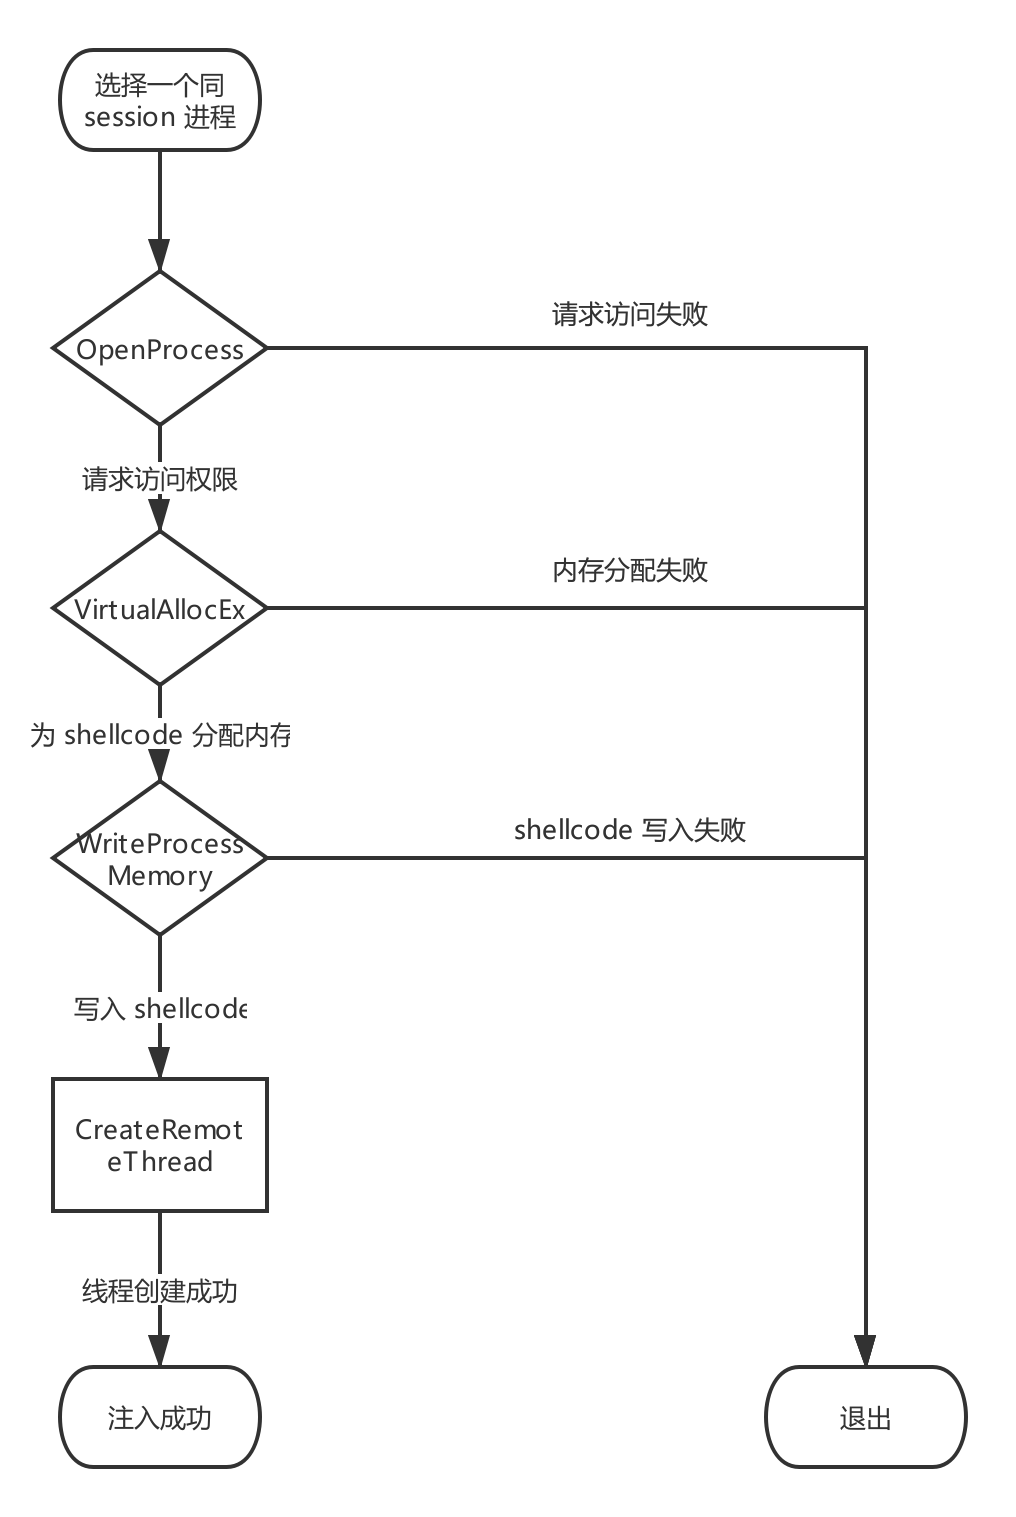 选择一个同
session 进程
OpenProcess
请求访问失败
请求访问权限
VirtualAllocEx
内存分配失败
为 shellcode 分配内存
WriteProcess
Memory
shellcode 写入失败
写入 shellcode
CreateRemot
eThread
线程创建成功
注入成功
退出